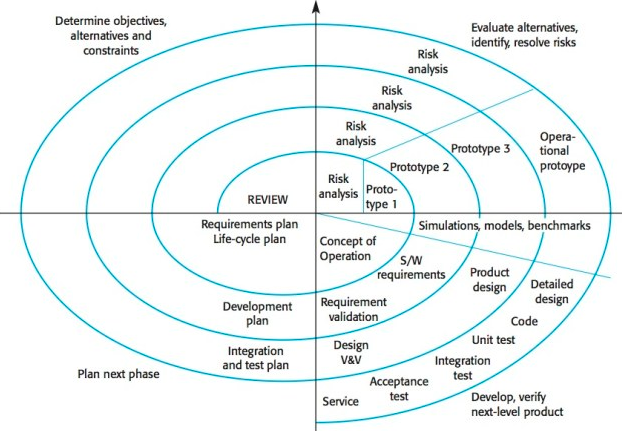 Determine objectives,
alternatives and
constraints
Evaluate alternatives,
identify, resolve risks
Risk
analysis
Risk
analysis
Risk
analysis
Risk
analysis
Proto-
type 1
Prototype 2
Prototype 3
Opera-
tional
protoype
REVIEW
Requirements plan
Life-cycle plan
Simulations, models, benchmarks
Concept of
Operation
S/W
requirements
Product
design
Detailed
design
Development
plan
Requirement
validation
Code
Unit test
Integration
and test plan
Design
V&V
Integration
test
Plan next phase
Acceptance
test
Service
Develop, verify
next-level product